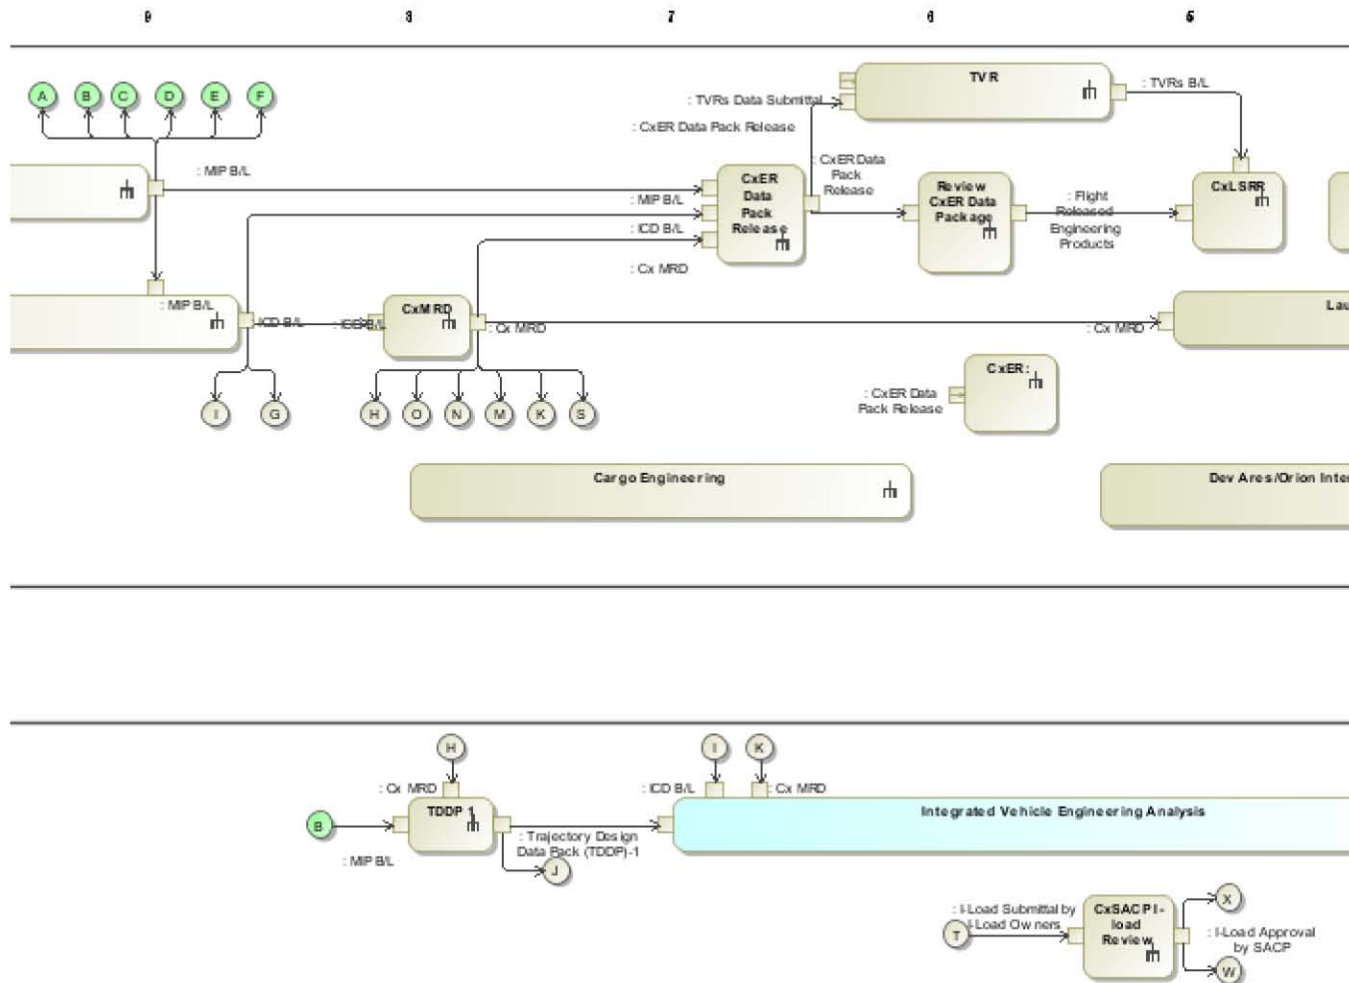 9 8 7 6 5
TVR
: TVRs B/L
: TVRs Data Submittal
: CxER Data Pack Release
A B C D E F
: MIP B/L
: CxER Data
Pack
Release
CxER
Data
Pack
Release
: MIP B/L
: ICD B/L
: Cx MRD
Review
CxER Data
Package
: Flight
Released
Engineering
Products
CxLSRR
: MIP B/L
: ICD B/L
: ICD B/L
CxMRD
: Cx MRD
: Cx MRD
Lau
I G
H O N M K S
CxER:
: CxER Data
Pack Release
Cargo Engineering
Dev Ares/Orion Inte
H
I
K
: Cx MRD
: ICD B/L
: Cx MRD
B
: MIP B/L
TDDP 1
: Trajectory Design
Data Pack (TDDP)-1
J
Integrated Vehicle Engineering Analysis
: I-Load Submittal by
I-Load Owners
T
CxSACP I-
load
Review
X
: I-Load Approval
by SACP
W